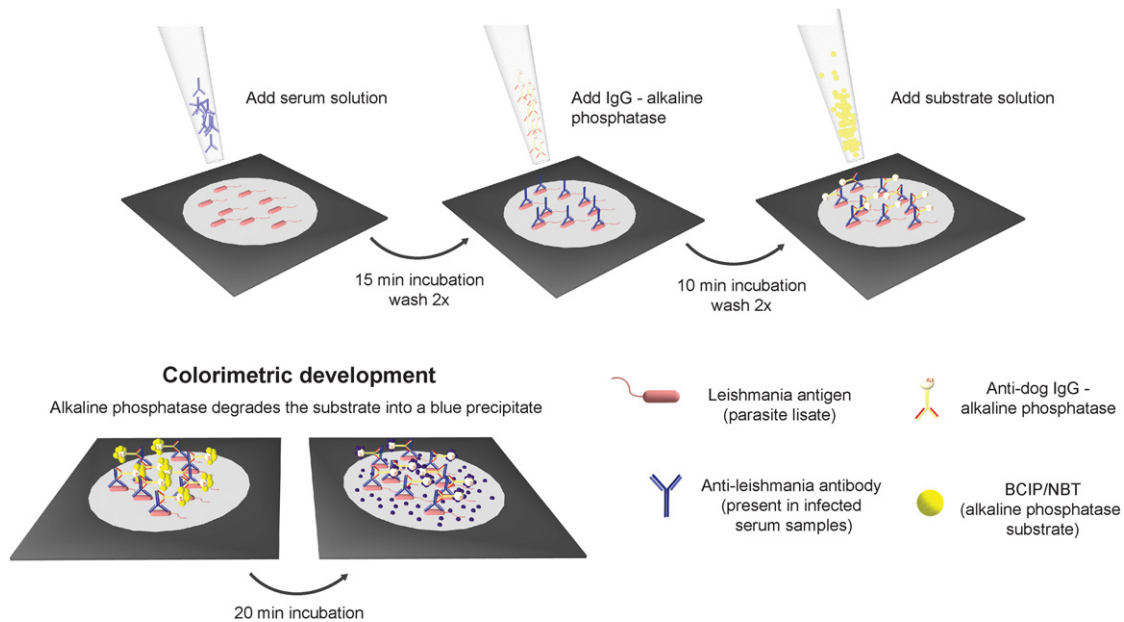 Add serum solution
Add IgG - alkaline
phosphatase
Add substrate solution
15 min incubation
wash 2x
10 min incubation
wash 2x
Colorimetric development
Alkaline phosphatase degrades the substrate into a blue precipitate
20 min incubation
Leishmania antigen
(parasite lisate)
Anti-dog IgG -
alkaline phosphatase
Anti-leishmania antibody
(present in infected
serum samples)
BCIP/NBT
(alkaline phosphatase
substrate)